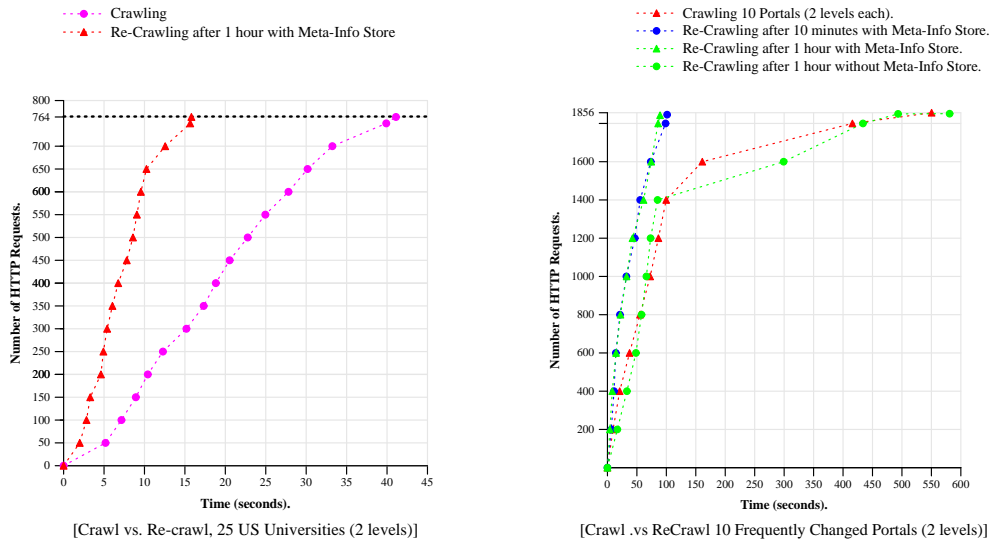 Crawling
Re-Crawling after 1 hour with Meta-Info Store
800
764
700
600
550
500
450
400
350
300
250
200
150
100
50
0
Number of HTTP Requests.
0 5 10 15 20 25 30 35 40 45
Time (seconds).
[Crawl vs. Re-crawl, 25 US Universities (2 levels)]
Crawling 10 Portals (2 levels each).
Re-Crawling after 10 minutes with Meta-Info Store.
Re-Crawling after 1 hour with Meta-Info Store.
Re-Crawling after 1 hour without Meta-Info Store.
1856
1600
1400
1200
1000
800
600
400
200
Number of HTTP Requests.
0 50 100 150 200 250 300 350 400 450 500 550 600
Time (seconds).
[Crawl .vs ReCrawl 10 Frequently Changed Portals (2 levels)]